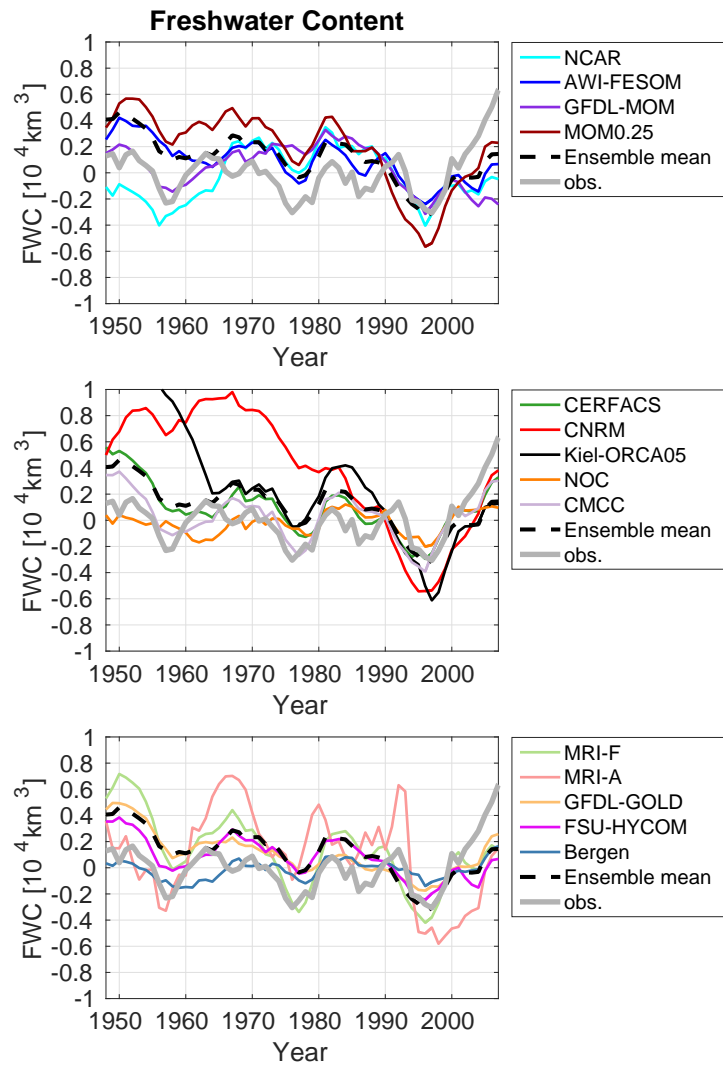 Freshwater Content
FWC [10 4 km 3]
1
0.8
0.6
0.4
0.2
0
-0.2
-0.4
-0.6
-0.8
-1
1950 1960 1970 1980 1990 2000
Year
NCAR
AWI-FESOM
GFDL-MOM
MOM0.25
Ensemble mean
obs.
FWC [10 4 km 3]
1
0.8
0.6
0.4
0.2
0
-0.2
-0.4
-0.6
-0.8
-1
1950 1960 1970 1980 1990 2000
Year
CERFACS
CNRM
Kiel-ORCA05
NOC
CMCC
Ensemble mean
obs.
FWC [10 4 km 3]
1
0.8
0.6
0.4
0.2
0
-0.2
-0.4
-0.6
-0.8
-1
1950 1960 1970 1980 1990 2000
Year
MRI-F
MRI-A
GFDL-GOLD
FSU-HYCOM
Bergen
Ensemble mean
obs.